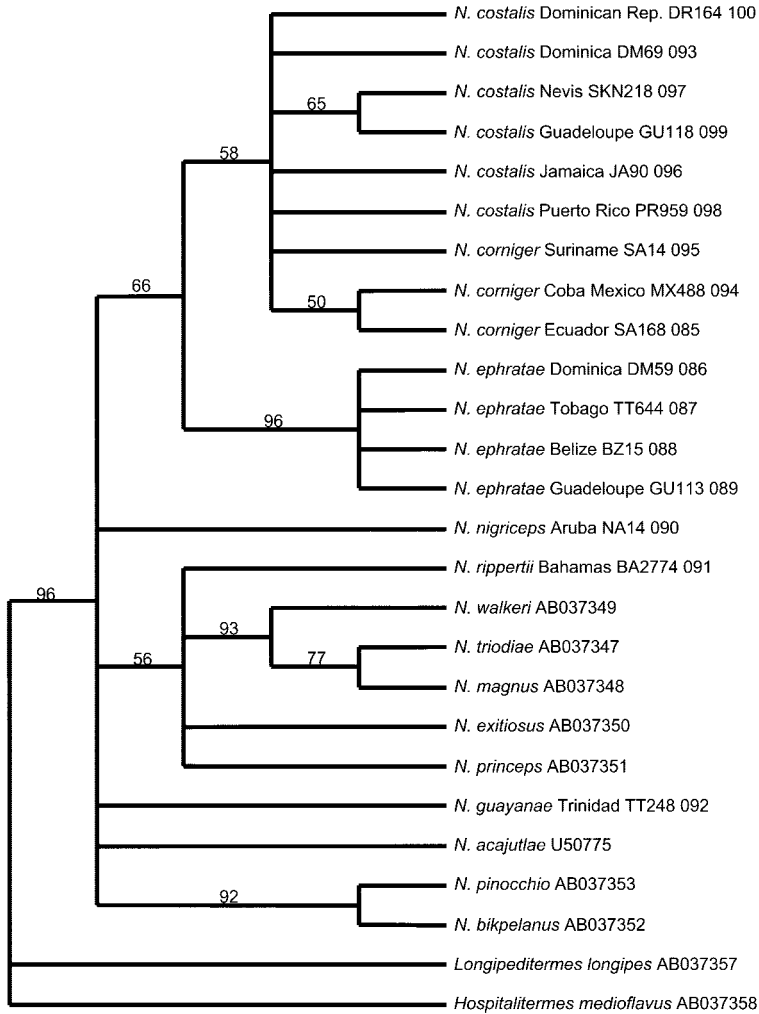 N. costalis Dominican Rep. DR164 100
N. costalis Dominica DM69 093
N. costalis Nevis SKN218 097
65
N. costalis Guadeloupe GU118 099
58
N. costalis Jamaica JA90 096
N. costalis Puerto Rico PR959 098
N. corniger Suriname SA14 095
66
N. corniger Coba Mexico MX488 094
50
N. corniger Ecuador SA168 085
N. ephratae Dominica DM59 086
N. ephratae Tobago TT644 087
96
N. ephratae Belize BZ15 088
N. ephratae Guadeloupe GU113 089
N. nigriceps Aruba NA14 090
N. rippertii Bahamas BA2774 091
96
N. walkeri AB037349
93
N. triodiae AB037347
56
77
N. magnus AB037348
N. exitiosus AB037350
N. princeps AB037351
N. guayanae Trinidad TT248 092
N. acajutlae U50775
N. pinocchio AB037353
92
N. bikpelanus AB037352
Longipeditermes longipes AB037357
Hospitalitermes medioflavus AB037358